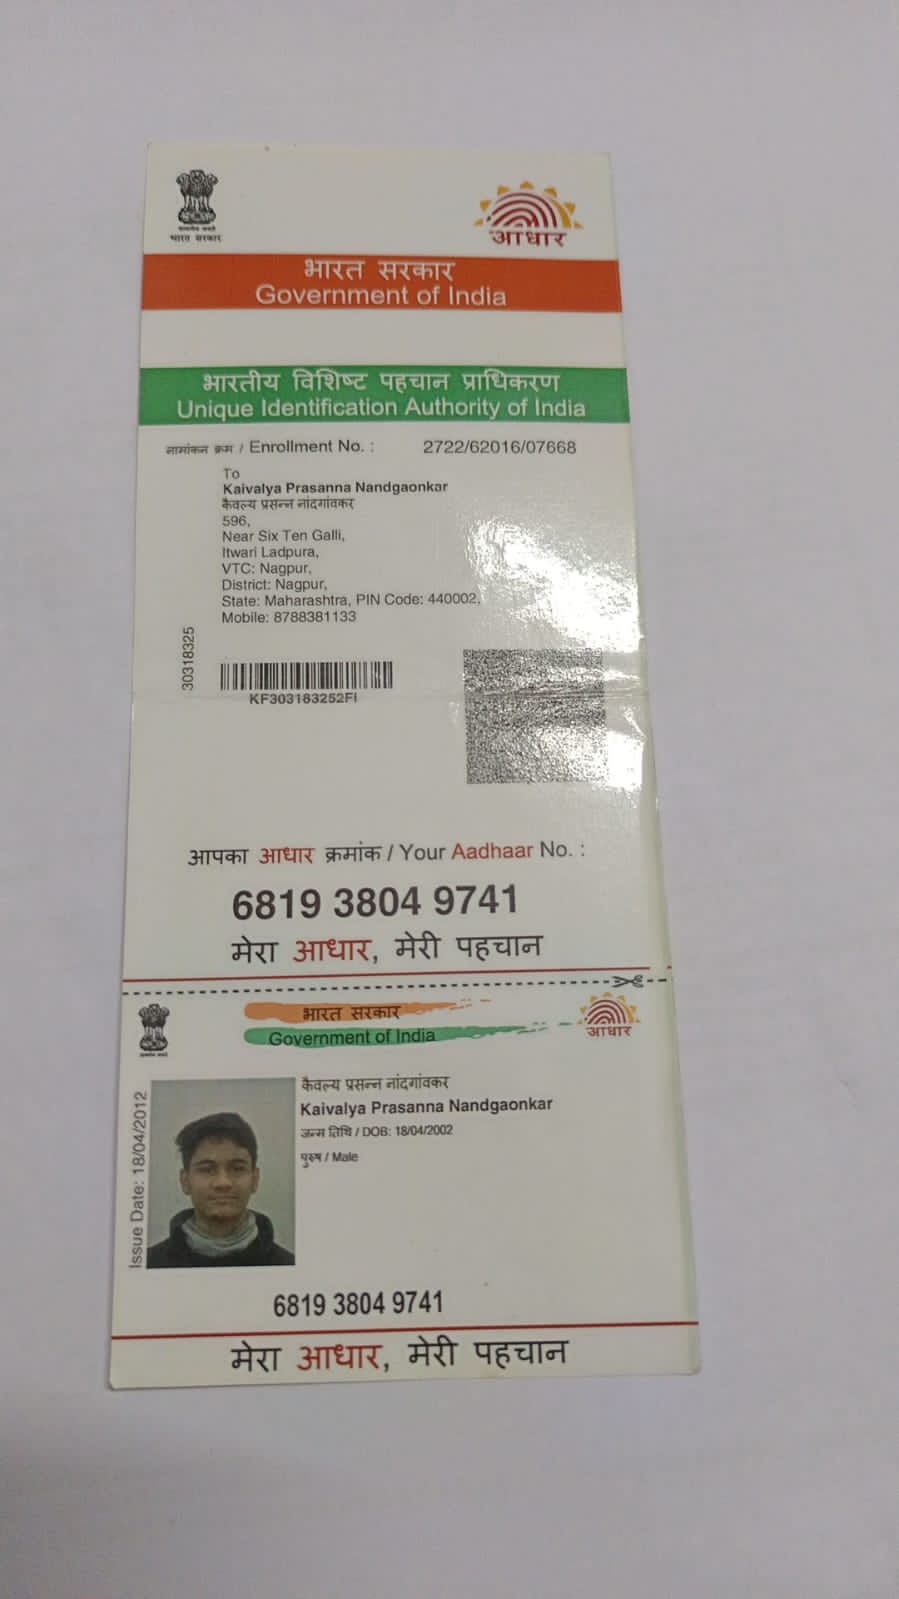 भारत सरकार
आधार
भारत सरकार
Government of India
भारतीय विशिष्ट पहचान प्राधिकरण
Unique Identification Authority of India
नामांकन क्रम / Enrollment No. : 2722/62016/07668
To
Kaivalya Prasanna Nandgaonkar
कैवल्य प्रसन्न नांदगांवकर
596,
Near Six Ten Galli,
Itwari Ladpura,
VTC: Nagpur,
District: Nagpur,
State: Maharashtra, PIN Code: 440002,
Mobile: 8788381133
30318325
KF303183252FI
आपका आधार क्रमांक / Your Aadhaar No. :
6819 3804 9741
मेरा आधार, मेरी पहचान
भारत सरकार
Government of India
आधार
कैवल्य प्रसन्न नांदगांवकर
Kaivalya Prasanna Nandgaonkar
जन्म तिथि / DOB: 18/04/2002
पुरुष / Male
Issue Date: 18/04/2012
6819 3804 9741
मेरा आधार, मेरी पहचान